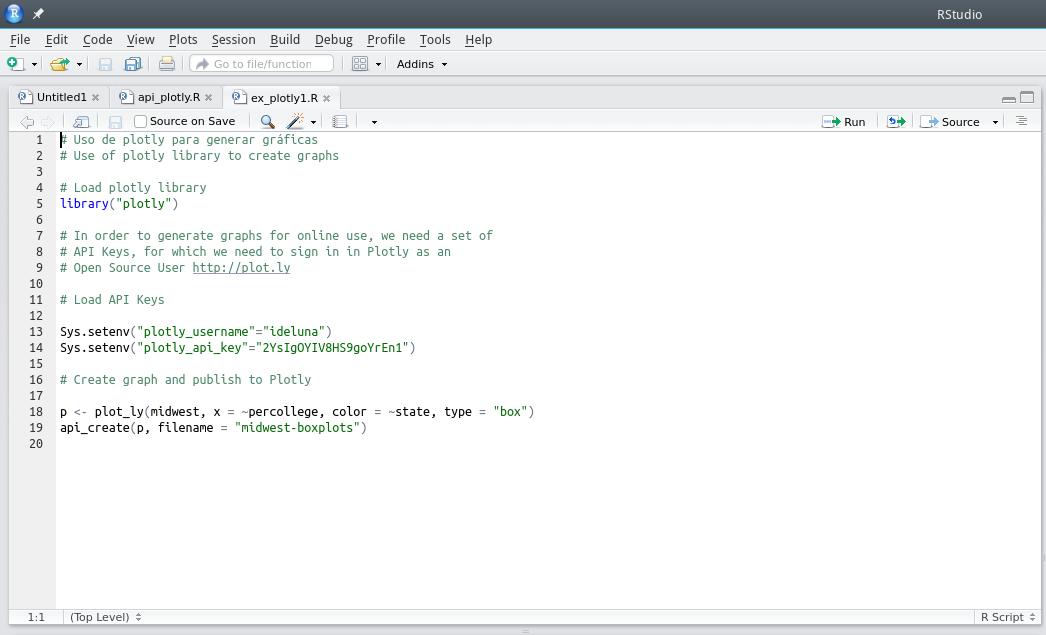 RStudio
File Edit Code View Plots Session Build Debug Profile Tools Help
Go to file/function Addins
Untitled1 api_plotly.R ex_plotly1.R
Source on Save Run Source
1 # Uso de plotly para generar gráficas
2 # Use of plotly library to create graphs
3
4 # Load plotly library
5 library("plotly")
6
7 # In order to generate graphs for online use, we need a set of
8 # API Keys, for which we need to sign in in Plotly as an
9 # Open Source User http://plot.ly
10
11 # Load API Keys
12
13 Sys.setenv("plotly_username"="ideluna")
14 Sys.setenv("plotly_api_key"="2YsIgOYIV8HS9goYrEn1")
15
16 # Create graph and publish to Plotly
17
18 p <- plot_ly(midwest, x = ~percollege, color = ~state, type = "box")
19 api_create(p, filename = "midwest-boxplots")
20
1:1 (Top Level) R Script